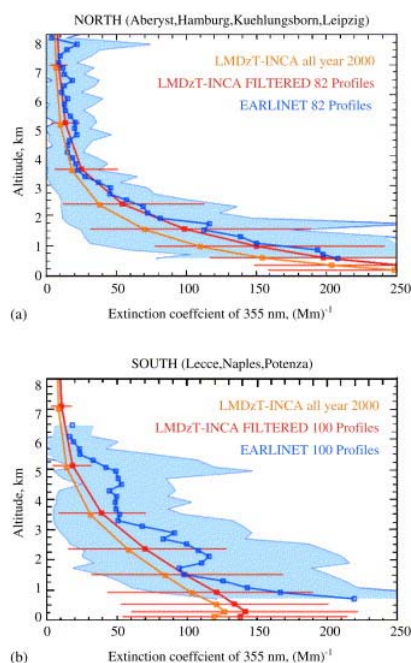 NORTH (Aberyst,Hamburg,Kuehlungsborn,Leipzig)
8
7
6
5
4
3
2
1
0
Altitude, km
LMDzT-INCA all year 2000
LMDzT-INCA FILTERED 82 Profiles
EARLINET 82 Profiles
0 50 100 150 200 250
(a)
Extinction coeffcient of 355 nm, (Mm)-1
SOUTH (Lecce,Naples,Potenza)
8
7
6
5
4
3
2
1
0
Altitude, km
LMDzT-INCA all year 2000
LMDzT-INCA FILTERED 100 Profiles
EARLINET 100 Profiles
0 50 100 150 200 250
(b)
Extinction coeffcient of 355 nm, (Mm)-1